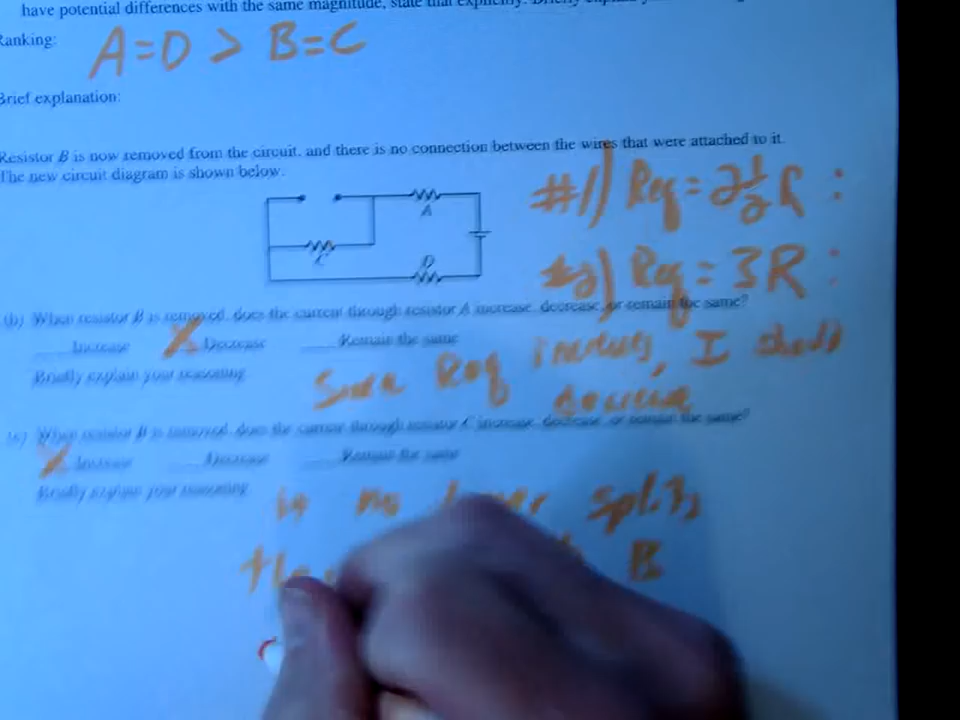 have potential differences with the same magnitude, state that explicitly. Briefly
Ranking: A=D > B=C
Brief explanation:
Resistor B is now removed from the circuit, and there is no connection between the wires that were attached to it.
The new circuit diagram is shown below.
A
C
D
#1) Req = 2 1/2 R :
#2) Req = 3R :
(b) When resistor B is removed, does the current through resistor A increase, decrease, or remain the same?
Increase X Decrease Remain the same
Briefly explain your reasoning
Since Req increases, I should
decrease
(c) When resistor B is removed, does the current through resistor C increase, decrease, or remain the same?
X Increase Decrease Remain the same
Briefly explain your reasoning
is no longer split,
B